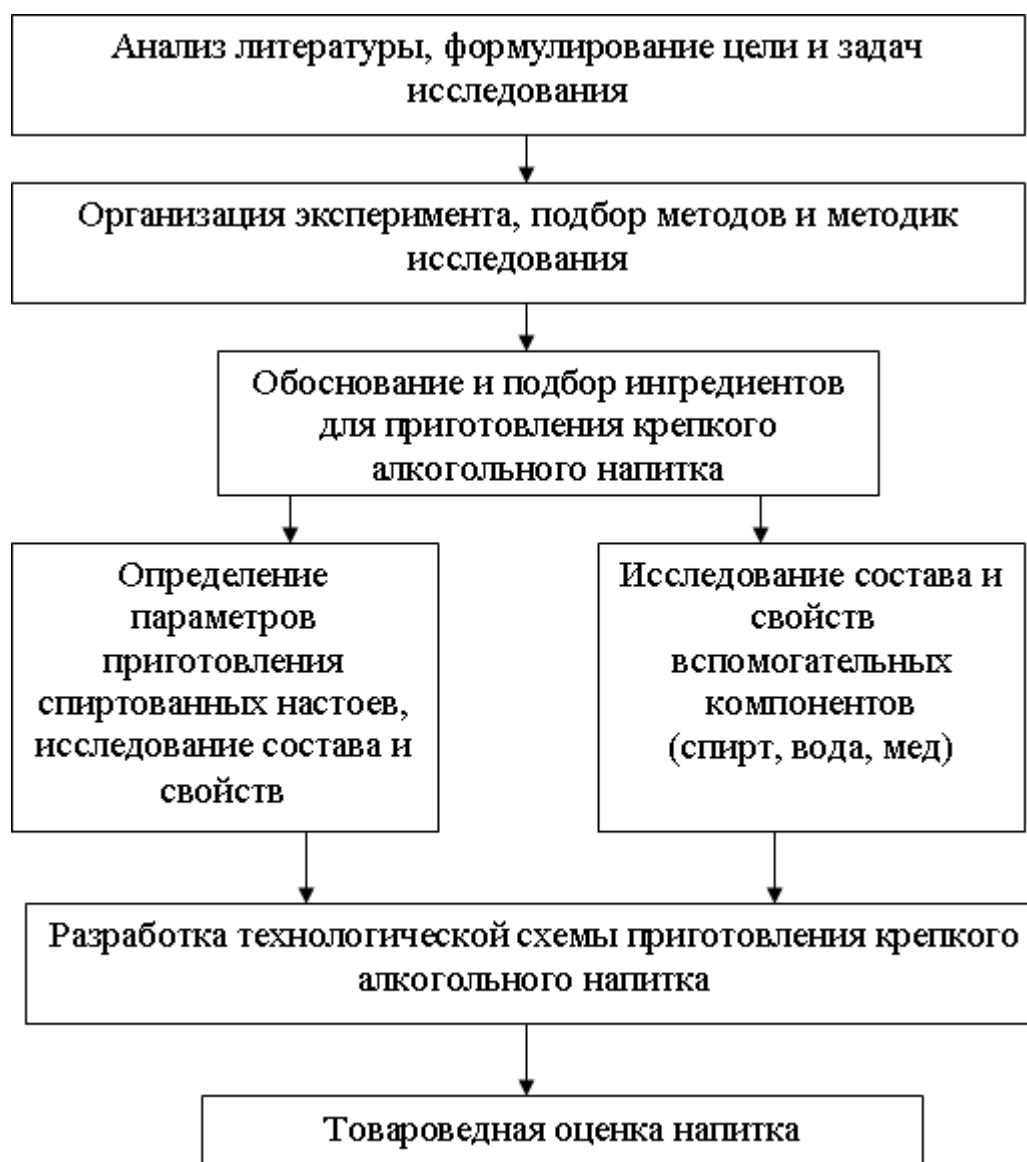 Анализ литературы, формулирование цели и задач
исследования
Организация эксперимента, подбор методов и методик
исследования
Обоснование и подбор ингредиентов
для приготовления крепкого
алкогольного напитка
Определение
параметров
приготовления
спиртованных настоев,
исследование состава и
свойств
Исследование состава и
свойств
вспомогательных
компонентов
(спирт, вода, мед)
Разработка технологической схемы приготовления крепкого
алкогольного напитка
Товароведная оценка напитка